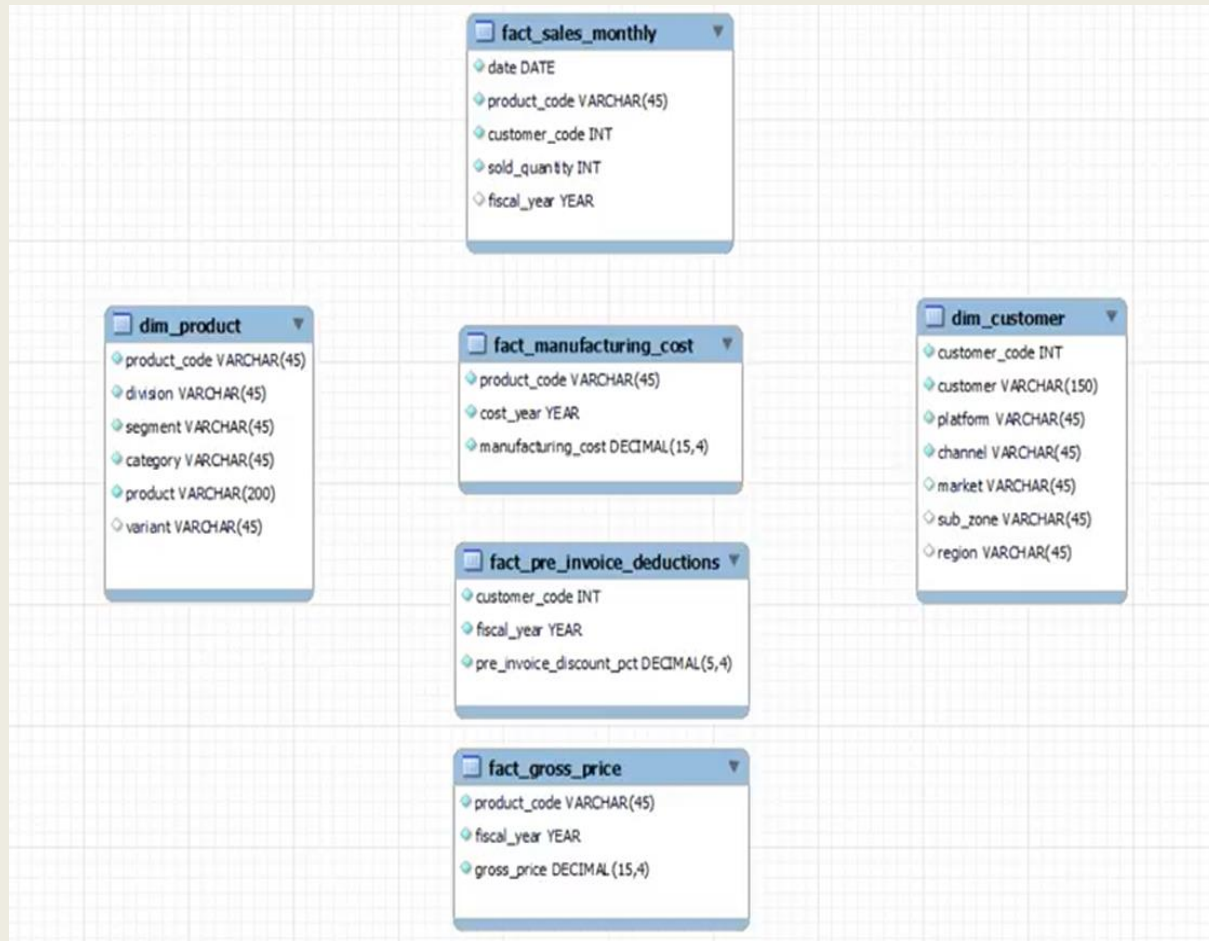 fact_sales_monthly
date DATE
product_code VARCHAR(45)
customer_code INT
sold_quantity INT
fiscal_year YEAR
dim_product
product_code VARCHAR(45)
division VARCHAR(45)
segment VARCHAR(45)
category VARCHAR(45)
product VARCHAR(200)
variant VARCHAR(45)
fact_manufacturing_cost
product_code VARCHAR(45)
cost_year YEAR
manufacturing_cost DECIMAL(15,4)
dim_customer
customer_code INT
customer VARCHAR(150)
platform VARCHAR(45)
channel VARCHAR(45)
market VARCHAR(45)
sub_zone VARCHAR(45)
region VARCHAR(45)
fact_pre_invoice_deductions
customer_code INT
fiscal_year YEAR
pre_invoice_discount_pct DECIMAL(5,4)
fact_gross_price
product_code VARCHAR(45)
fiscal_year YEAR
gross_price DECIMAL(15,4)